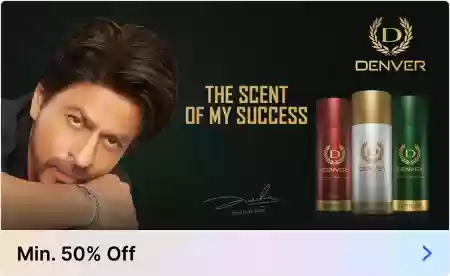 D
DENVER
THE SCENT
OF MY SUCCESS
D
DENVER
D
DENVER
D
DENVER
Min. 50% Off